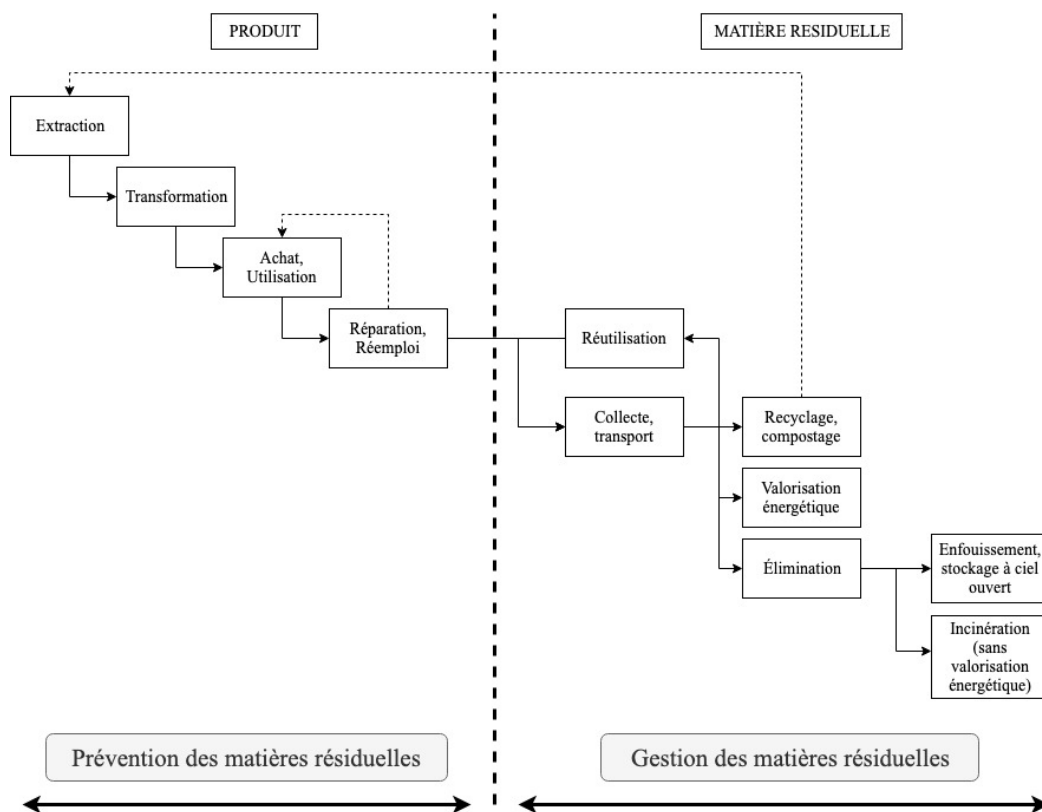 PRODUIT
MATIÈRE RESIDUELLE
Extraction
Transformation
Achat,
Utilisation
Réparation,
Réemploi
Réutilisation
Collecte,
transport
Recyclage,
compostage
Valorisation
énergétique
Élimination
Enfouissement,
stockage à ciel
ouvert
Incinération
(sans
valorisation
énergétique)
Prévention des matières résiduelles
Gestion des matières résiduelles